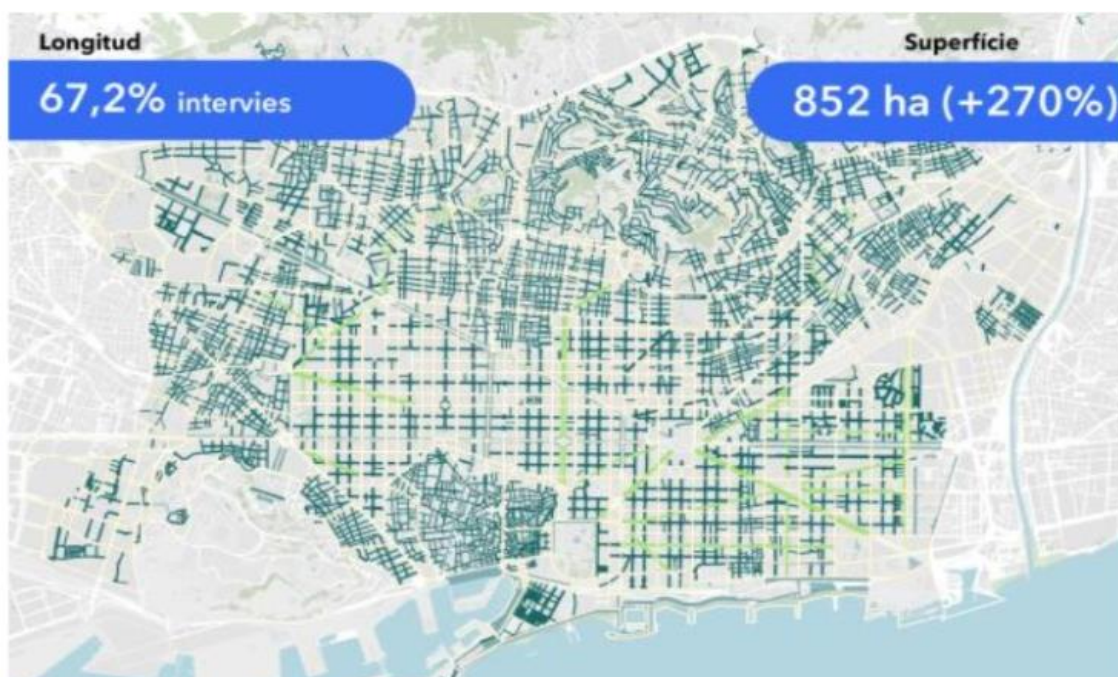 Longitud
67,2% intervies
Superfície
852 ha (+270%)